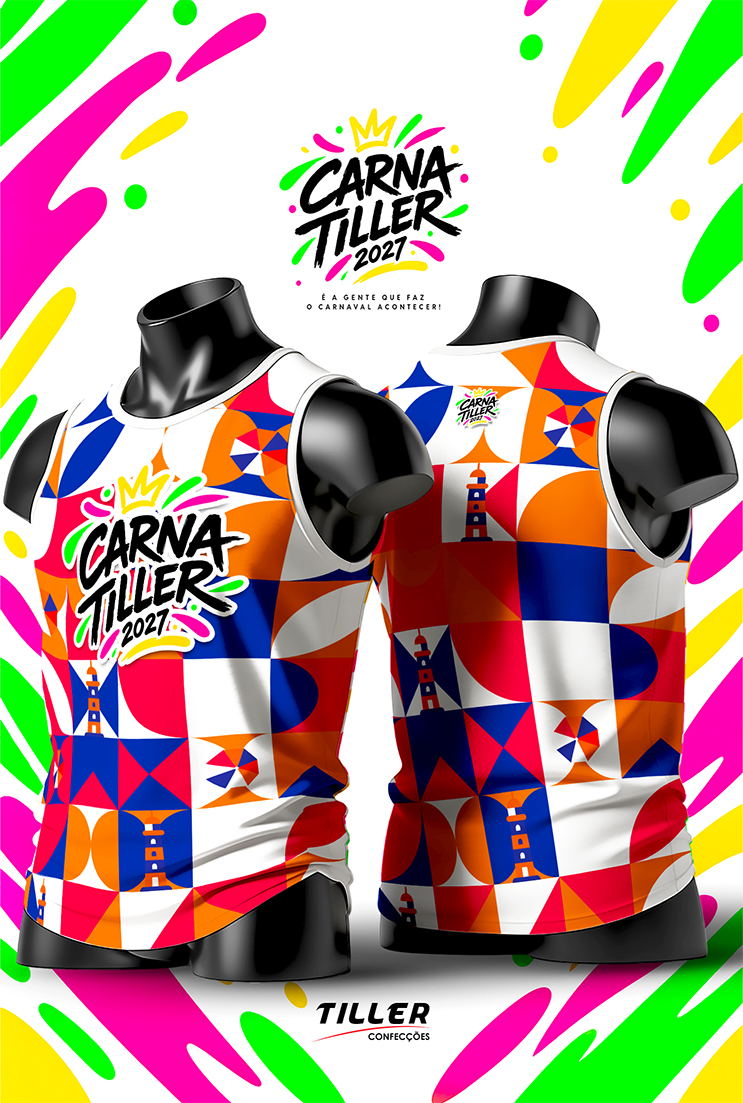 CARNA
TILLER
2027
É A GENTE QUE FAZ
O CARNAVAL ACONTECER!
CARNA
TILLER
2027
CARNA
TILLER
2027
TILLER
CONFECÇÕES